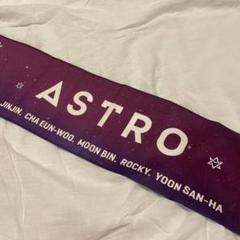 ASTRO
JINJIN. CHA EUN-WOO. MOON BIN. ROCKY. YOON SAN-HA